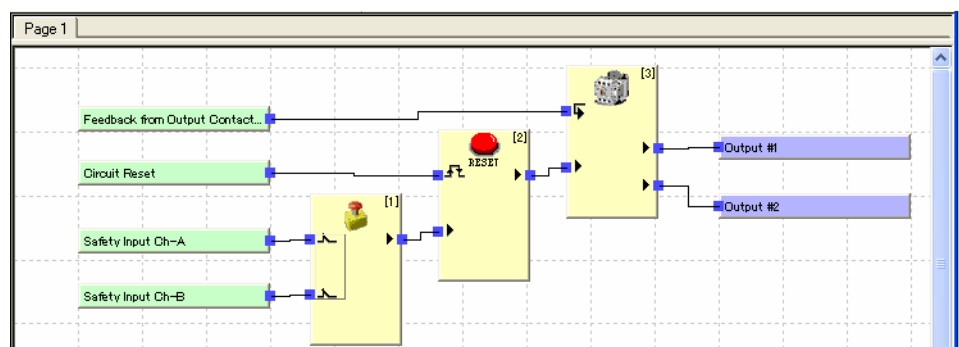 Page 1
[3]
Feedback from Output Contact...
[2]
Output #1
RESET
Circuit Reset
[1]
Output #2
Safety Input Ch-A
Safety Input Ch-B